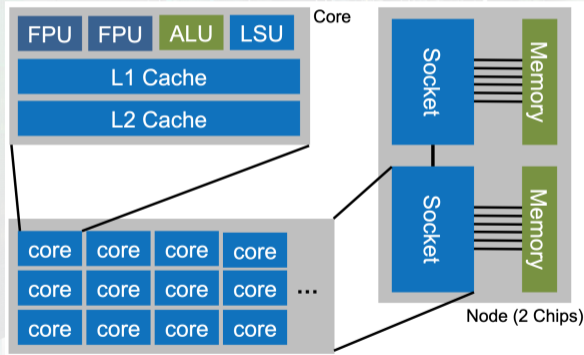 FPU FPU ALU LSU Core
L1 Cache
L2 Cache
Socket Memory
Socket Memory
core core core core
core core core core ...
core core core core
Node (2 Chips)